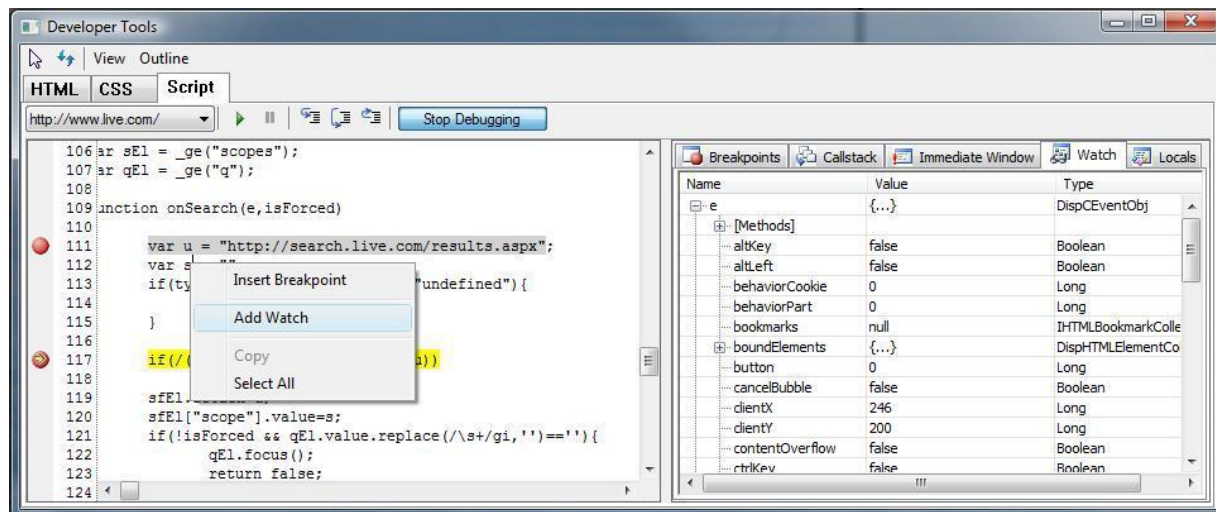 Developer Tools
View Outline
HTML CSS Script
http://www.live.com/ Stop Debugging
106 ar sEl = _ge("scopes");
107 ar qEl = _ge("q");
108
109 unction onSearch(e,isForced)
110
111 var u = "http://search.live.com/results.aspx";
112 var s ""
113 if(ty "undefined"){
114
115 }
116
117 if(/( u))
118
119 sfEl.
120 sfEl["scope"].value=s;
121 if(!isForced && qEl.value.replace(/\s+/gi,'')==''){
122 qEl.focus();
123 return false;
124
Insert Breakpoint
Add Watch
Copy
Select All
Breakpoints Callstack Immediate Window Watch Locals
Name Value Type
e {...} DispCEventObj
[Methods]
altKey false Boolean
altLeft false Boolean
behaviorCookie 0 Long
behaviorPart 0 Long
bookmarks null IHTMLBookmarkColle
boundElements {...} DispHTMLElementCo
button 0 Long
cancelBubble false Boolean
clientX 246 Long
clientY 200 Long
contentOverflow false Boolean
ctrlKey false Boolean